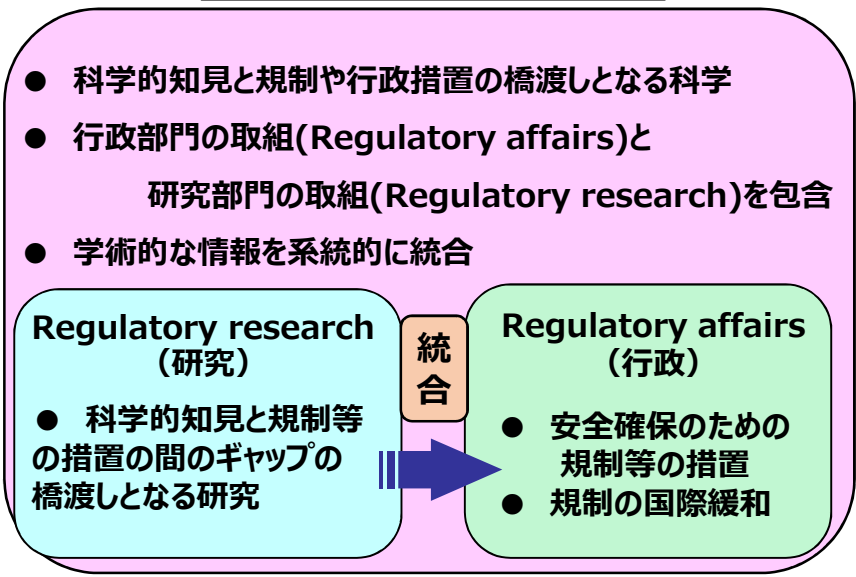 ● 科学的知見と規制や行政措置の橋渡しとなる科学
● 行政部門の取組(Regulatory affairs)と
研究部門の取組(Regulatory research)を包含
● 学術的な情報を系統的に統合
Regulatory research
（研究）
● 科学的知見と規制等
の措置の間のギャップの
橋渡しとなる研究
統
合
Regulatory affairs
（行政）
● 安全確保のための
規制等の措置
● 規制の国際緩和